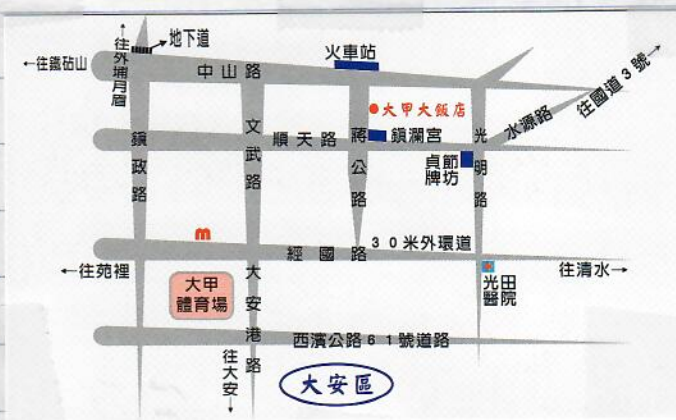 往外埔月眉
地下道
火車站
往鐵砧山
中山路
往國道3號
大甲大飯店
水源路
鎮政路
文武路
順天路
蔣公路
鎮瀾宮
光明路
貞節
牌坊
m
30米外環道
經國路
往苑裡
大甲
體育場
大安港路
光田
醫院
往清水
西濱公路61號道路
往大安
大安區